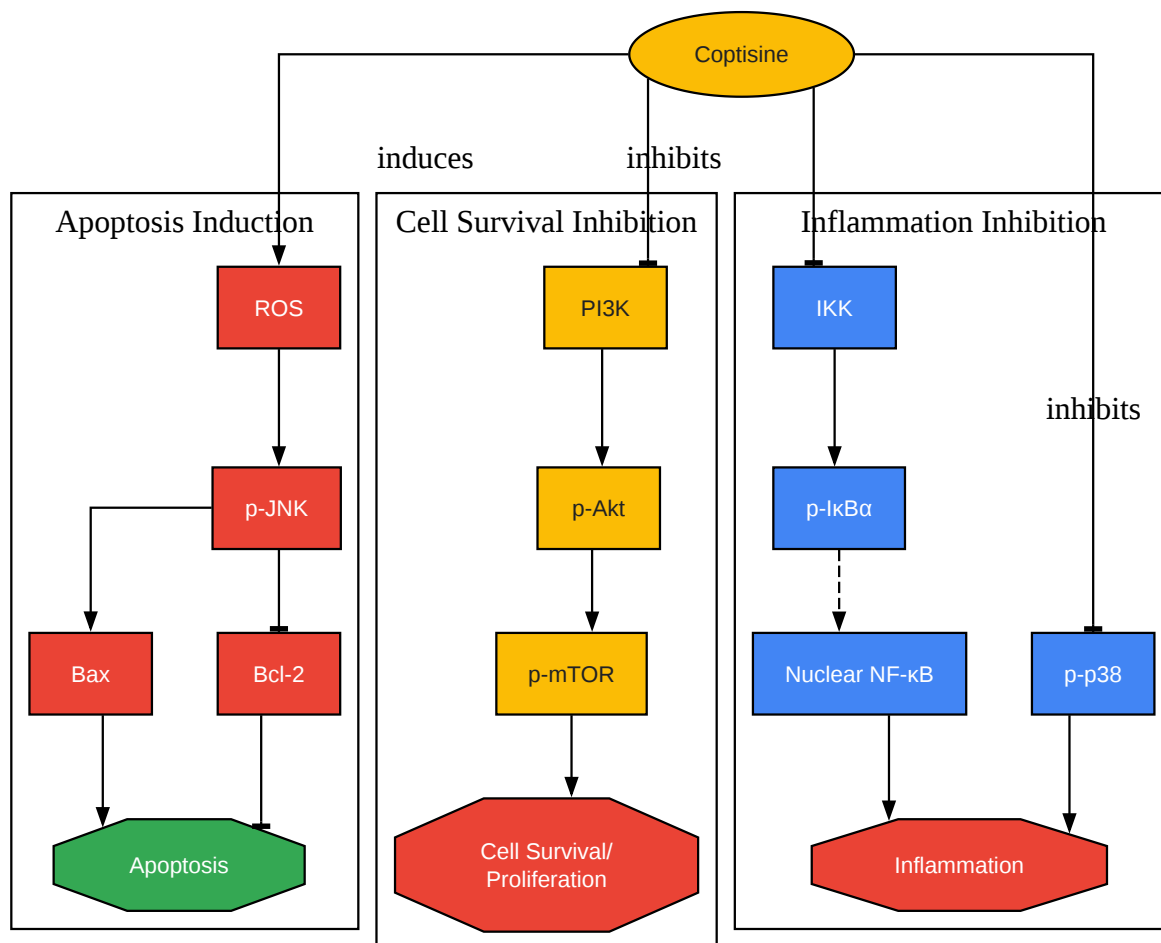 Coptisine
induces
inhibits
Apoptosis Induction
Cell Survival Inhibition
Inflammation Inhibition
ROS
PI3K
IKK
inhibits
p-JNK
p-Akt
p-IκBα
Bax
Bcl-2
p-mTOR
Nuclear NF-κB
p-p38
Apoptosis
Cell Survival/
Proliferation
Inflammation